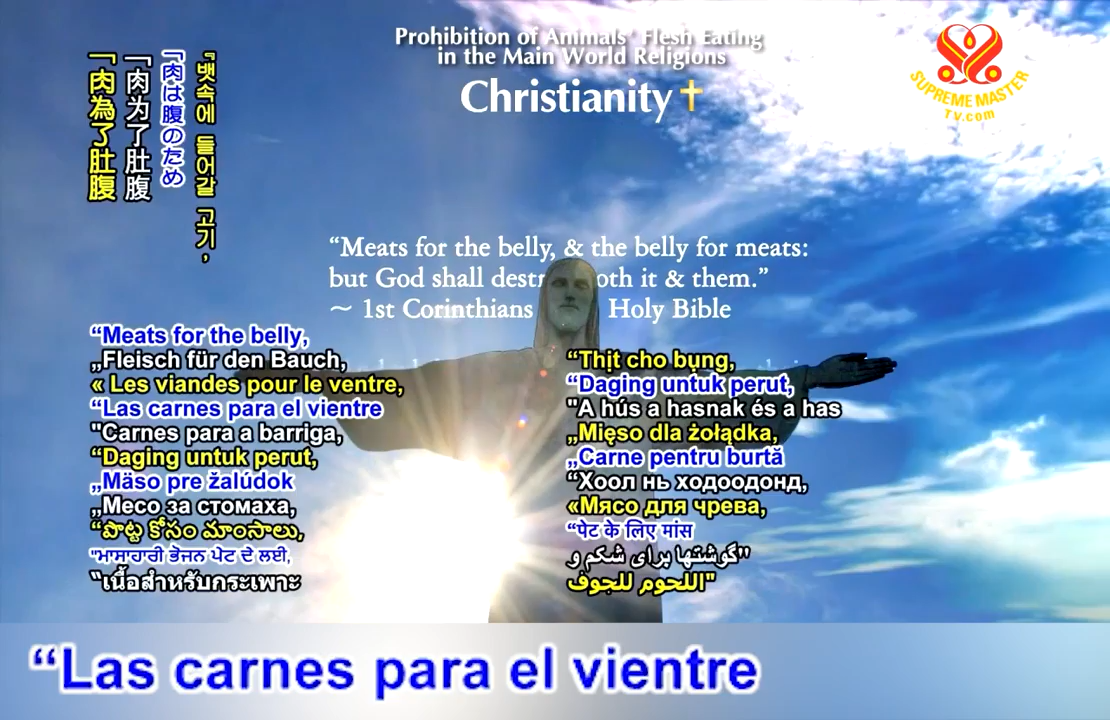 Prohibition of Animals' Flesh Eating
in the Main World Religions
Christianity
SUPREME MASTER
TV.com
「肉為了肚腹
「肉为了肚腹
「肉は腹のため
『뱃속에 들어갈 고기,
“Meats for the belly, & the belly for meats:
but God shall destr oth it & them.”
~ 1st Corinthians Holy Bible
“Meats for the belly,
„Fleisch für den Bauch,
« Les viandes pour le ventre,
“Las carnes para el vientre
"Carnes para a barriga,
“Daging untuk perut,
„Mäso pre žalúdok
„Месо за стомаха,
“పొట్ట కోసం మాంసాలు,
"ਮਾਸਾਹਾਰੀ ਭੋਜਨ ਪੇਟ ਦੇ ਲਈ,
“เนื้อสำหรับกระเพาะ
“Thịt cho bụng,
“Daging untuk perut,
"A hús a hasnak és a has
„Mięso dla żołądka,
„Carne pentru burtă
“Хоол нь ходоодонд,
«Мясо для чрева,
“पेट के लिए मांस
"گوشتها برای شکم و
"اللحوم للجوف
“Las carnes para el vientre